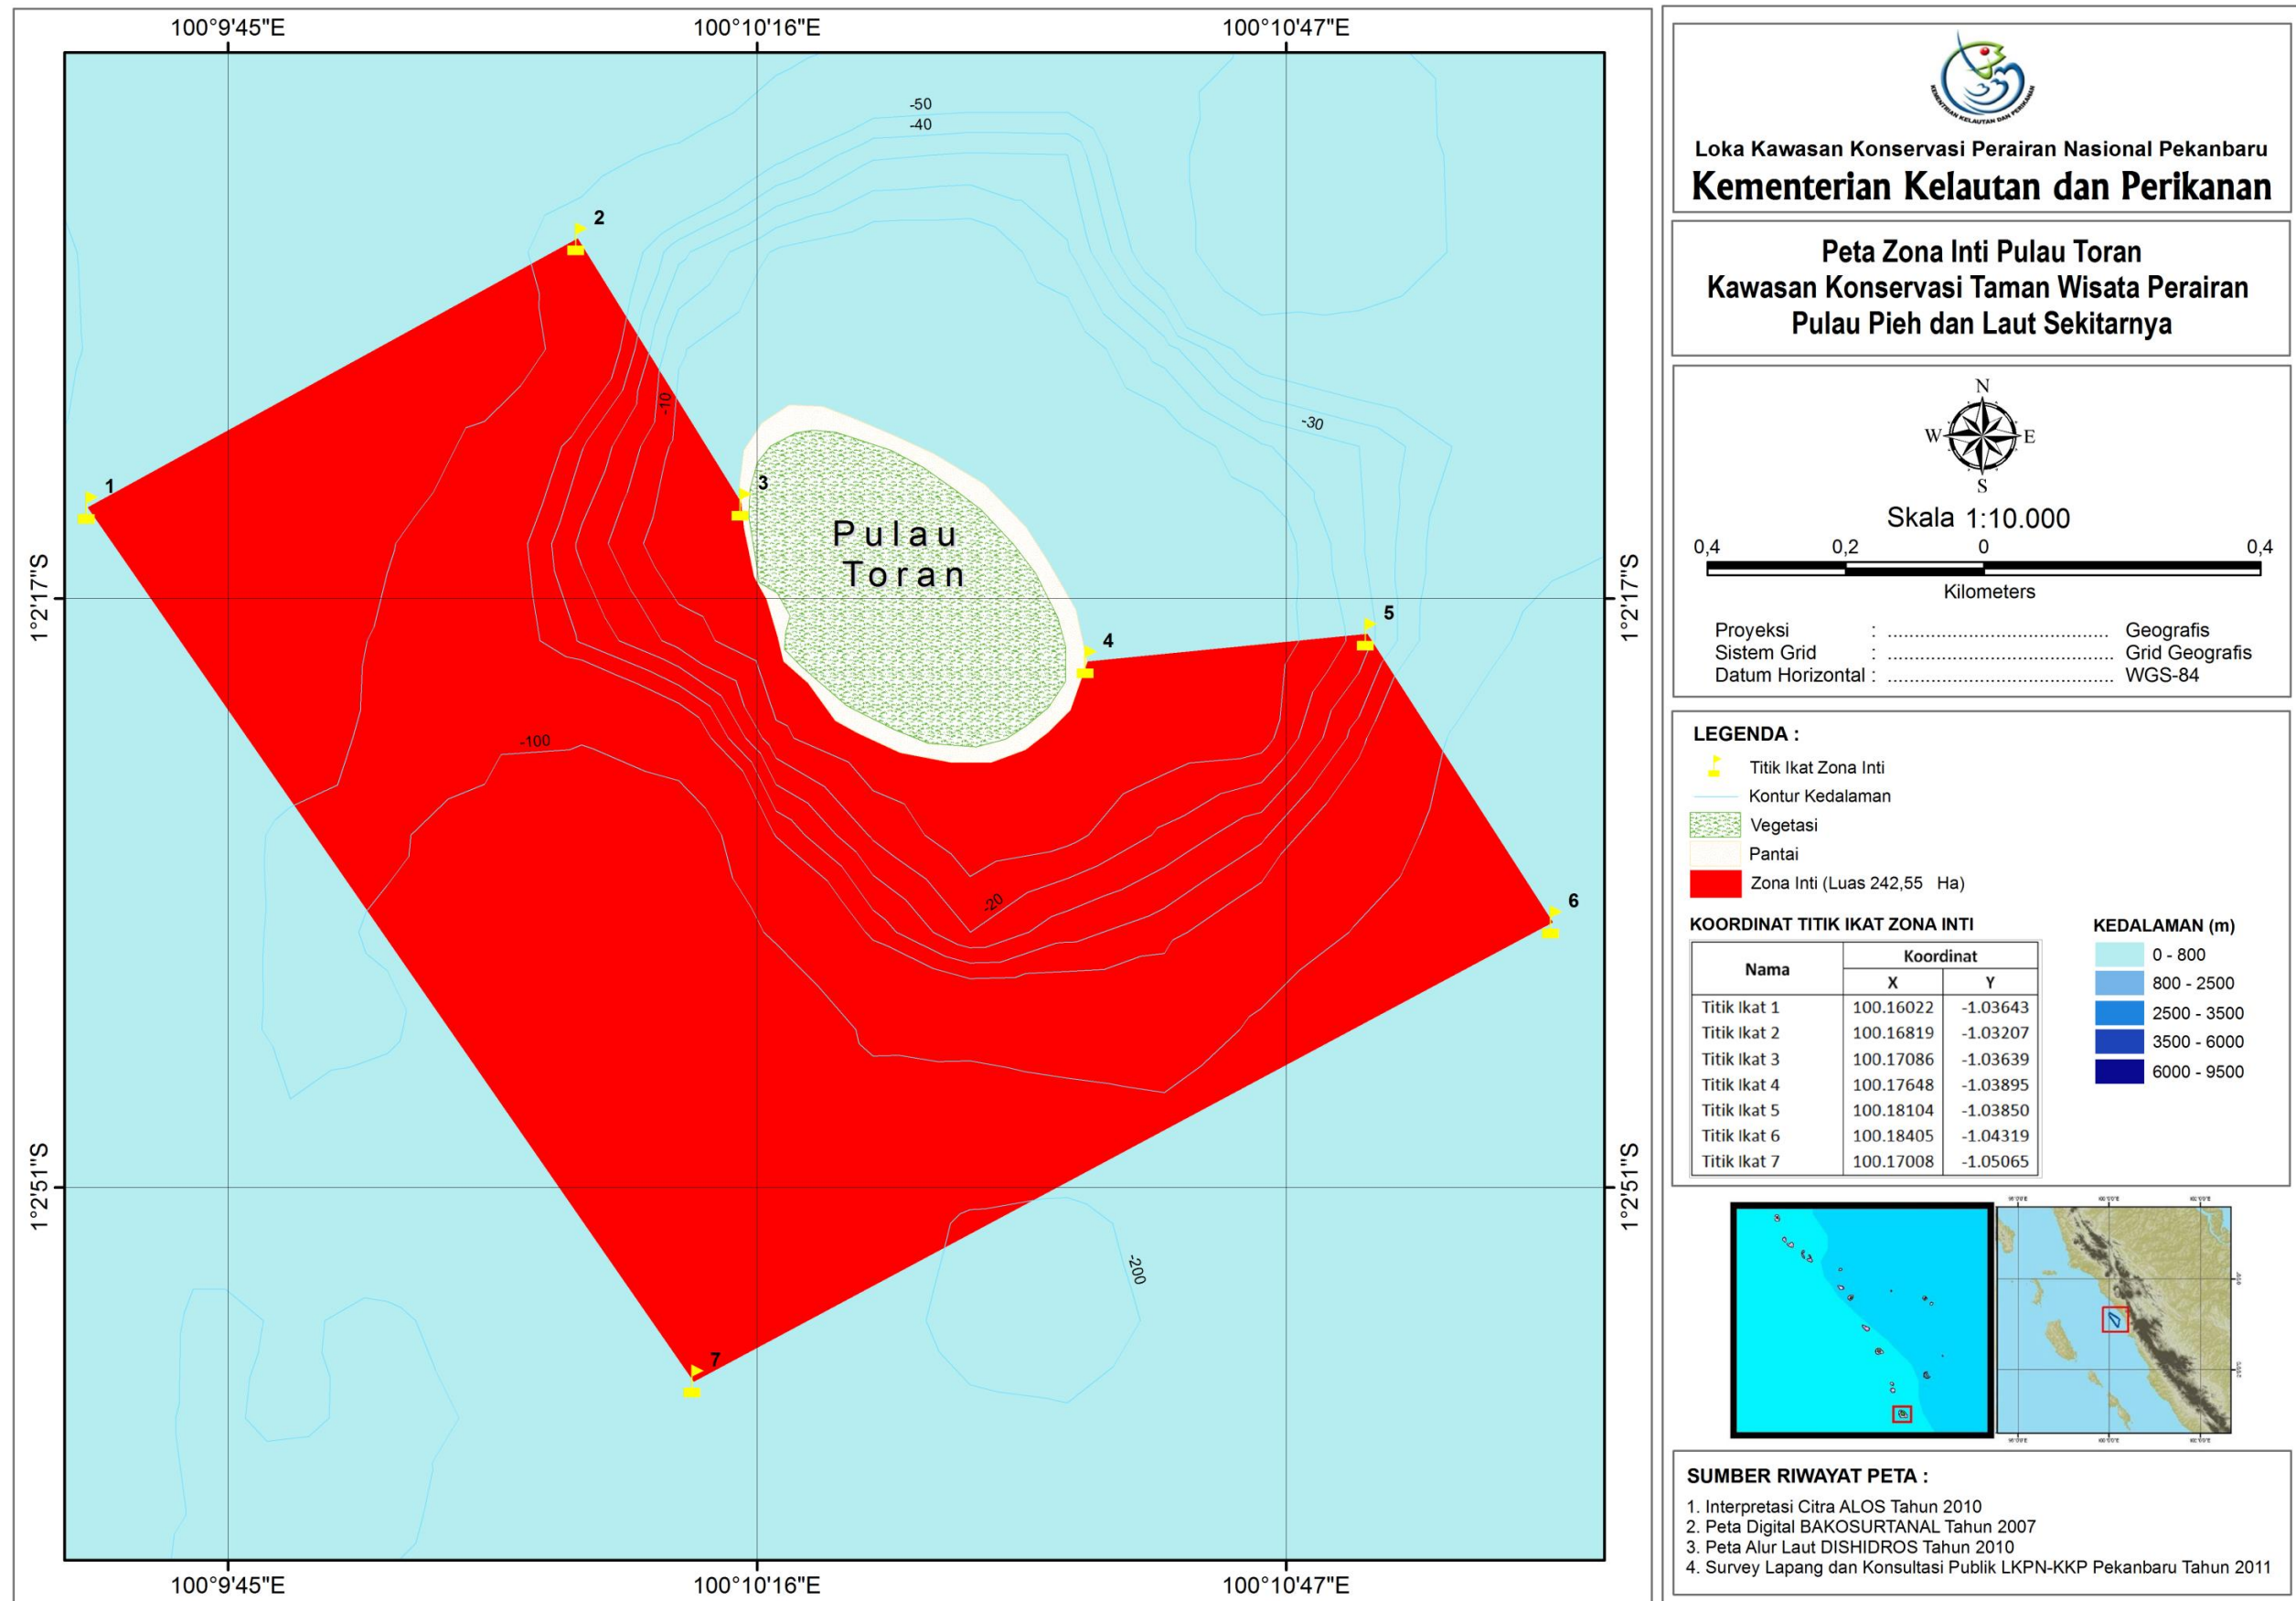 100°9'45"E
100°10'16"E
100°10'47"E
-50
-40
2
-10
-30
1
3
Pulau
Toran
1°2'17"S
1°2'17"S
5
4
-100
-20
6
1°2'51"S
1°2'51"S
-200
7
100°9'45"E
100°10'16"E
100°10'47"E
KEMENTRIAN KELAUTAN DAN PERIKANAN
Loka Kawasan Konservasi Perairan Nasional Pekanbaru
Kementerian Kelautan dan Perikanan
Peta Zona Inti Pulau Toran
Kawasan Konservasi Taman Wisata Perairan
Pulau Pieh dan Laut Sekitarnya
N
W E
S
Skala 1:10.000
0,4 0,2 0 0,4
Kilometers
Proyeksi : .................................... Geografis
Sistem Grid : ..................................... Grid Geografis
Datum Horizontal : ..................................... WGS-84
LEGENDA :
Titik Ikat Zona Inti
Kontur Kedalaman
Vegetasi
Pantai
Zona Inti (Luas 242,55 Ha)
KOORDINAT TITIK IKAT ZONA INTI
Nama Koordinat
X Y
Titik Ikat 1 100.16022 -1.03643
Titik Ikat 2 100.16819 -1.03207
Titik Ikat 3 100.17086 -1.03639
Titik Ikat 4 100.17648 -1.03895
Titik Ikat 5 100.18104 -1.03850
Titik Ikat 6 100.18405 -1.04319
Titik Ikat 7 100.17008 -1.05065
KEDALAMAN (m)
0 - 800
800 - 2500
2500 - 3500
3500 - 6000
6000 - 9500
SUMBER RIWAYAT PETA :
1. Interpretasi Citra ALOS Tahun 2010
2. Peta Digital BAKOSURTANAL Tahun 2007
3. Peta Alur Laut DISHIDROS Tahun 2010
4. Survey Lapang dan Konsultasi Publik LKPN-KKP Pekanbaru Tahun 2011